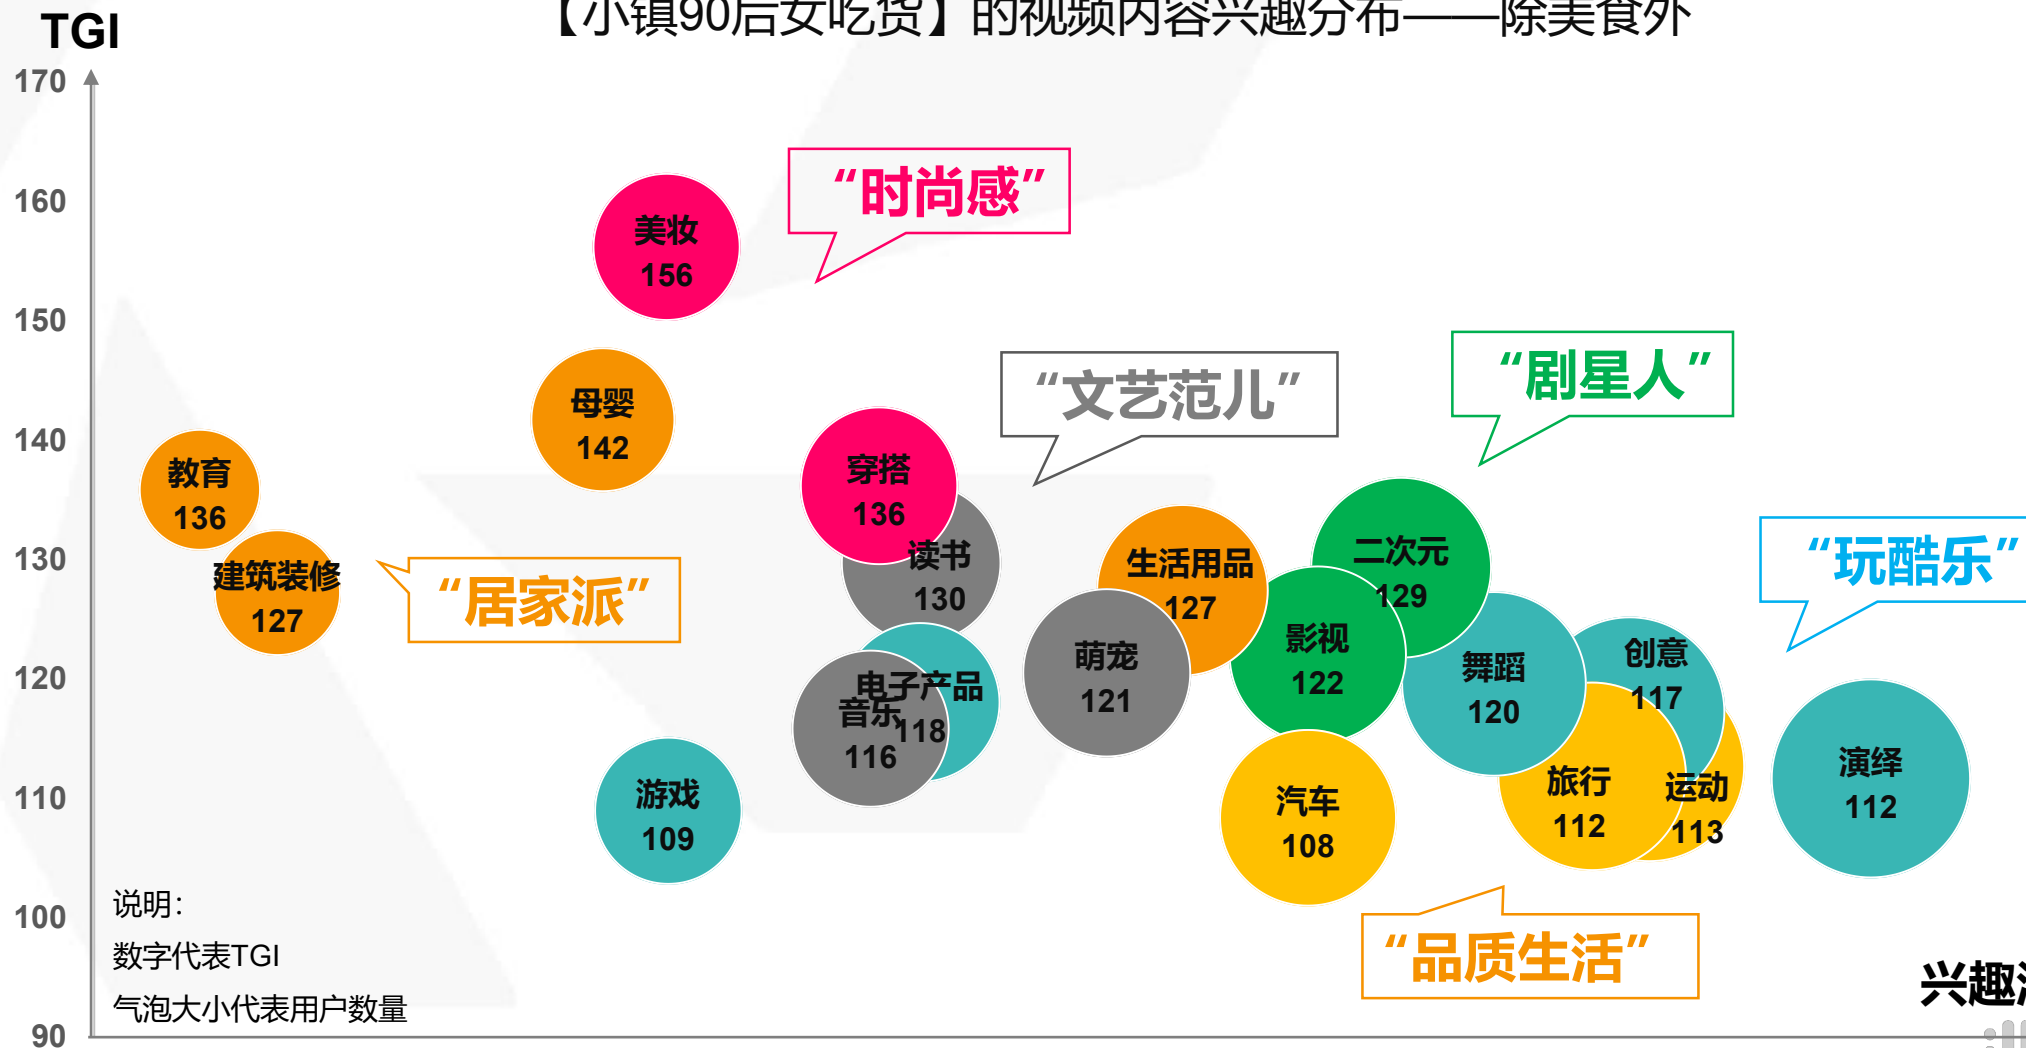 【小镇90后女吃货】的视频内容兴趣分布——除美食外
TGI
170
160
150
140
130
120
110
100
90
“时尚感”
美妆
156
“文艺范儿”
“剧星人”
母婴
142
教育
136
穿搭
136
建筑装修
127
“居家派”
读书
130
生活用品
127
二次元
129
“玩酷乐”
萌宠
121
影视
122
舞蹈
120
创意
117
电子产品
118
音乐
116
游戏
109
汽车
108
旅行
112
运动
113
演绎
112
“品质生活”
说明：
数字代表TGI
气泡大小代表用户数量
兴趣